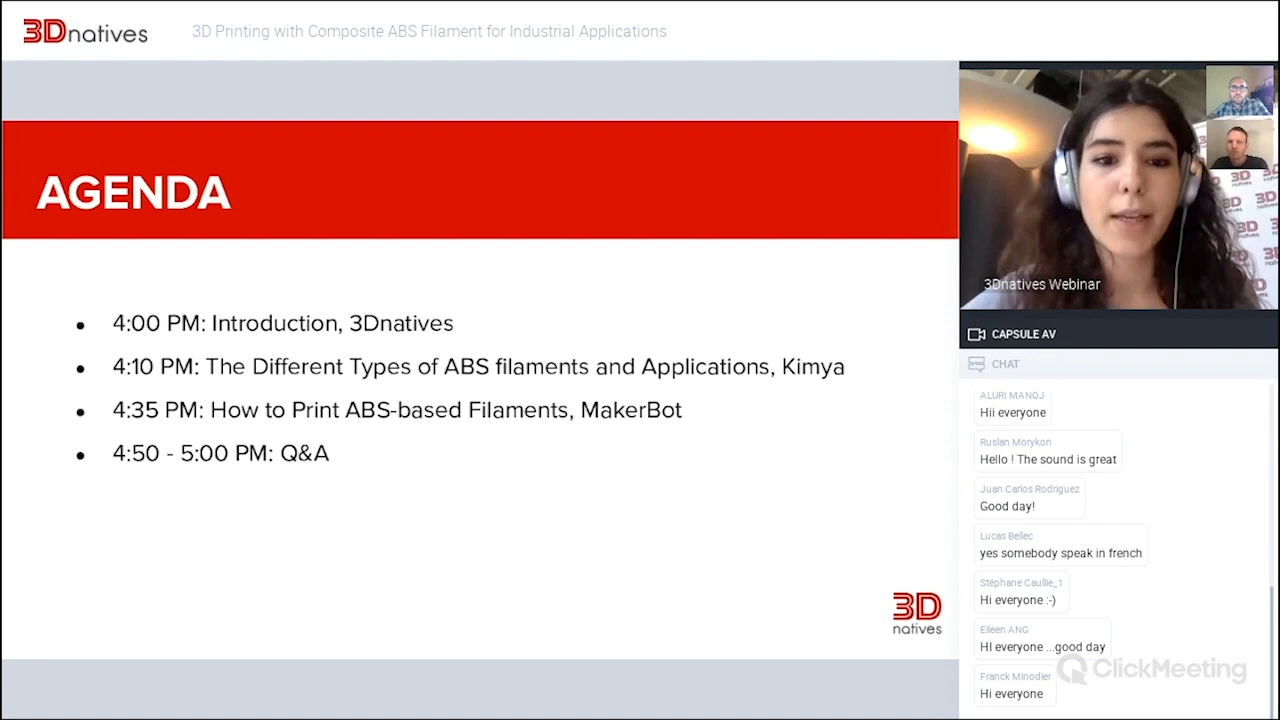 3Dnatives
3D Printing with Composite ABS Filament for Industrial Applications
AGENDA
• 4:00 PM: Introduction, 3Dnatives
• 4:10 PM: The Different Types of ABS filaments and Applications, Kimya
• 4:35 PM: How to Print ABS-based Filaments, MakerBot
• 4:50 - 5:00 PM: Q&A
3D
natives
3Dnatives Webinar
CAPSULE AV
CHAT
ALURI MANOJ
Hii everyone
Ruslan Morykon
Hello ! The sound is great
Juan Carlos Rodriguez
Good day!
Lucas Bellec
yes somebody speak in french
Stéphane Caullie_1
Hi everyone :-)
Eileen ANG
HI everyone ...good day
Franck Minodier
Hi everyone
ClickMeeting